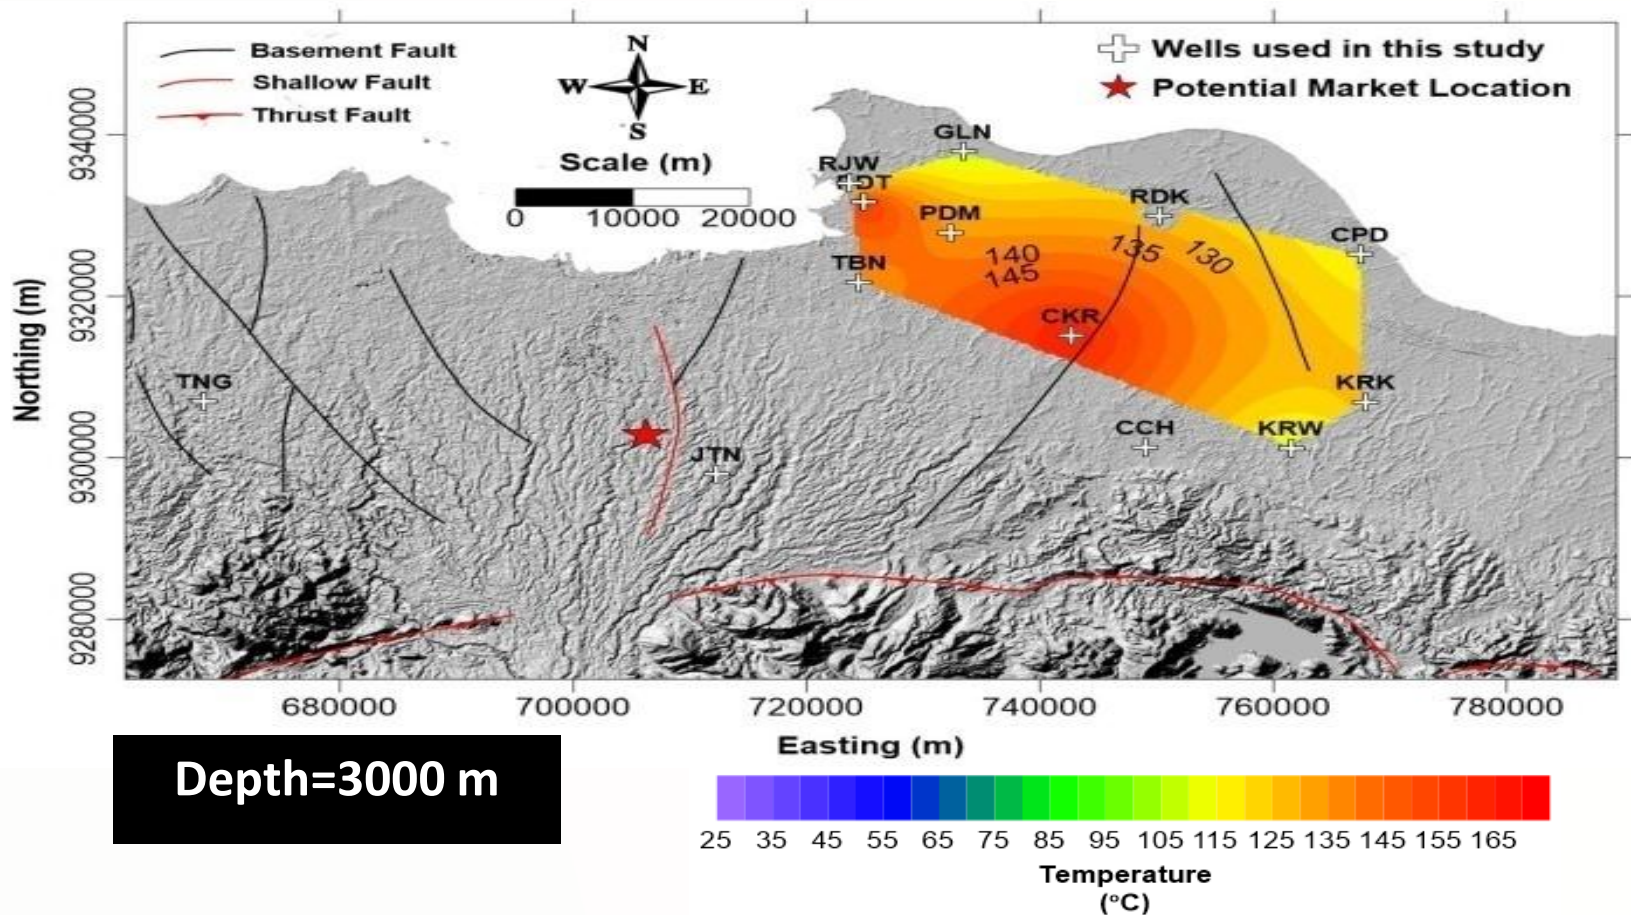 Basement Fault
Shallow Fault
Thrust Fault
N
W E
S
Scale (m)
0 10000 20000
Wells used in this study
Potential Market Location
GLN
RJW
PDM
RDK
CPD
TBN
140
145
135
130
CKR
TNG
KRK
CCH
KRW
JTN
Northing (m)
9340000
9320000
9300000
9280000
680000 700000 720000 740000 760000 780000
Easting (m)
Depth=3000 m
25 35 45 55 65 75 85 95 105 115 125 135 145 155 165
Temperature
(°C)